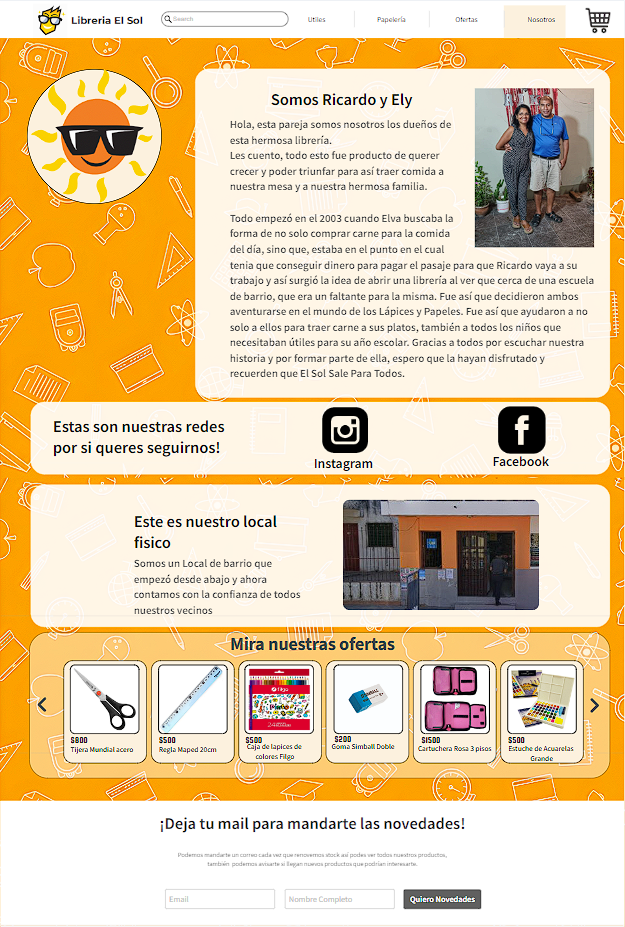 Libreria El Sol
Search
Utiles
Papelería
Ofertas
Nosotros
Somos Ricardo y Ely
Hola, esta pareja somos nosotros los dueños de
esta hermosa librería.
Les cuento, todo esto fue producto de querer
crecer y poder triunfar para así traer comida a
nuestra mesa y a nuestra hermosa familia.
Todo empezó en el 2003 cuando Elva buscaba la
forma de no solo comprar carne para la comida
del día, sino que, estaba en el punto en el cual
tenia que conseguir dinero para pagar el pasaje para que Ricardo vaya a su
trabajo y así surgió la idea de abrir una librería al ver que cerca de una escuela
de barrio, que era un faltante para la misma. Fue así que decidieron ambos
aventurarse en el mundo de los Lápices y Papeles. Fue así que ayudaron a no
solo a ellos para traer carne a sus platos, también a todos los niños que
necesitaban útiles para su año escolar. Gracias a todos por escuchar nuestra
historia y por formar parte de ella, espero que la hayan disfrutado y
recuerden que El Sol Sale Para Todos.
Estas son nuestras redes
por si queres seguirnos!
Instagram
Facebook
Este es nuestro local
fisico
Somos un Local de barrio que
empezó desde abajo y ahora
contamos con la confianza de todos
nuestros vecinos
Mira nuestras ofertas
$800
Tijera Mundial acero
$500
Regla Maped 20cm
Filgo
24
$500
Caja de lapices de
colores Filgo
$200
Goma Simball Doble
$1500
Cartuchera Rosa 3 pisos
$500
Estuche de Acuarelas
Grande
¡Deja tu mail para mandarte las novedades!
Podemos mandarte un correo cada vez que renovemos stock así podes ver todo nuestros productos,
también podemos avisarte si llegan nuesos productos que podrían interesarte.
Email
Nombre Completo
Quiero Novedades